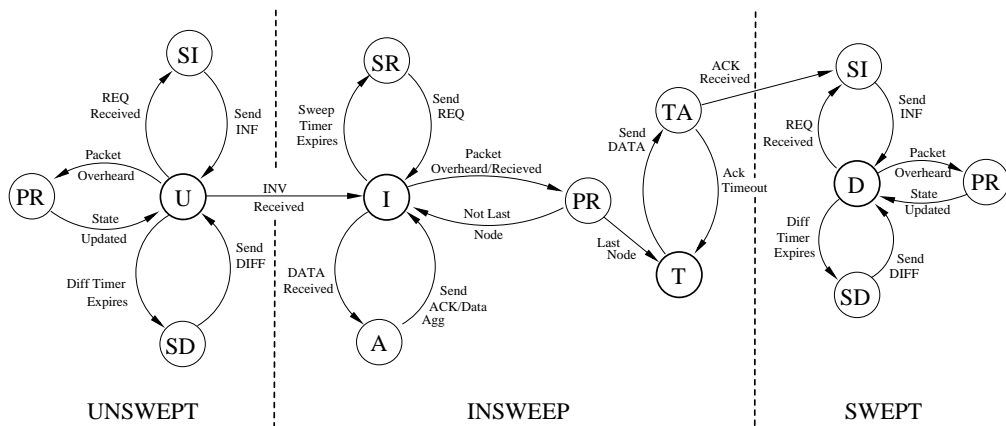 SI
REQ
Received
Send
INF
Packet
Overheard
PR
U
State
Updated
Diff Timer
Expires
Send
DIFF
SD
UNSWEPT
INV
Received
SR
Sweep
Timer
Expires
Send
REQ
I
Packet
Overheard/Recieved
PR
Not Last
Node
Last
Node
DATA
Received
Send
ACK/Data
Agg
A
TA
Send
DATA
Ack
Timeout
T
INSWEEP
ACK
Received
SI
REQ
Received
Send
INF
D
Packet
Overheard
PR
State
Updated
Diff
Timer
Expires
Send
DIFF
SD
SWEPT